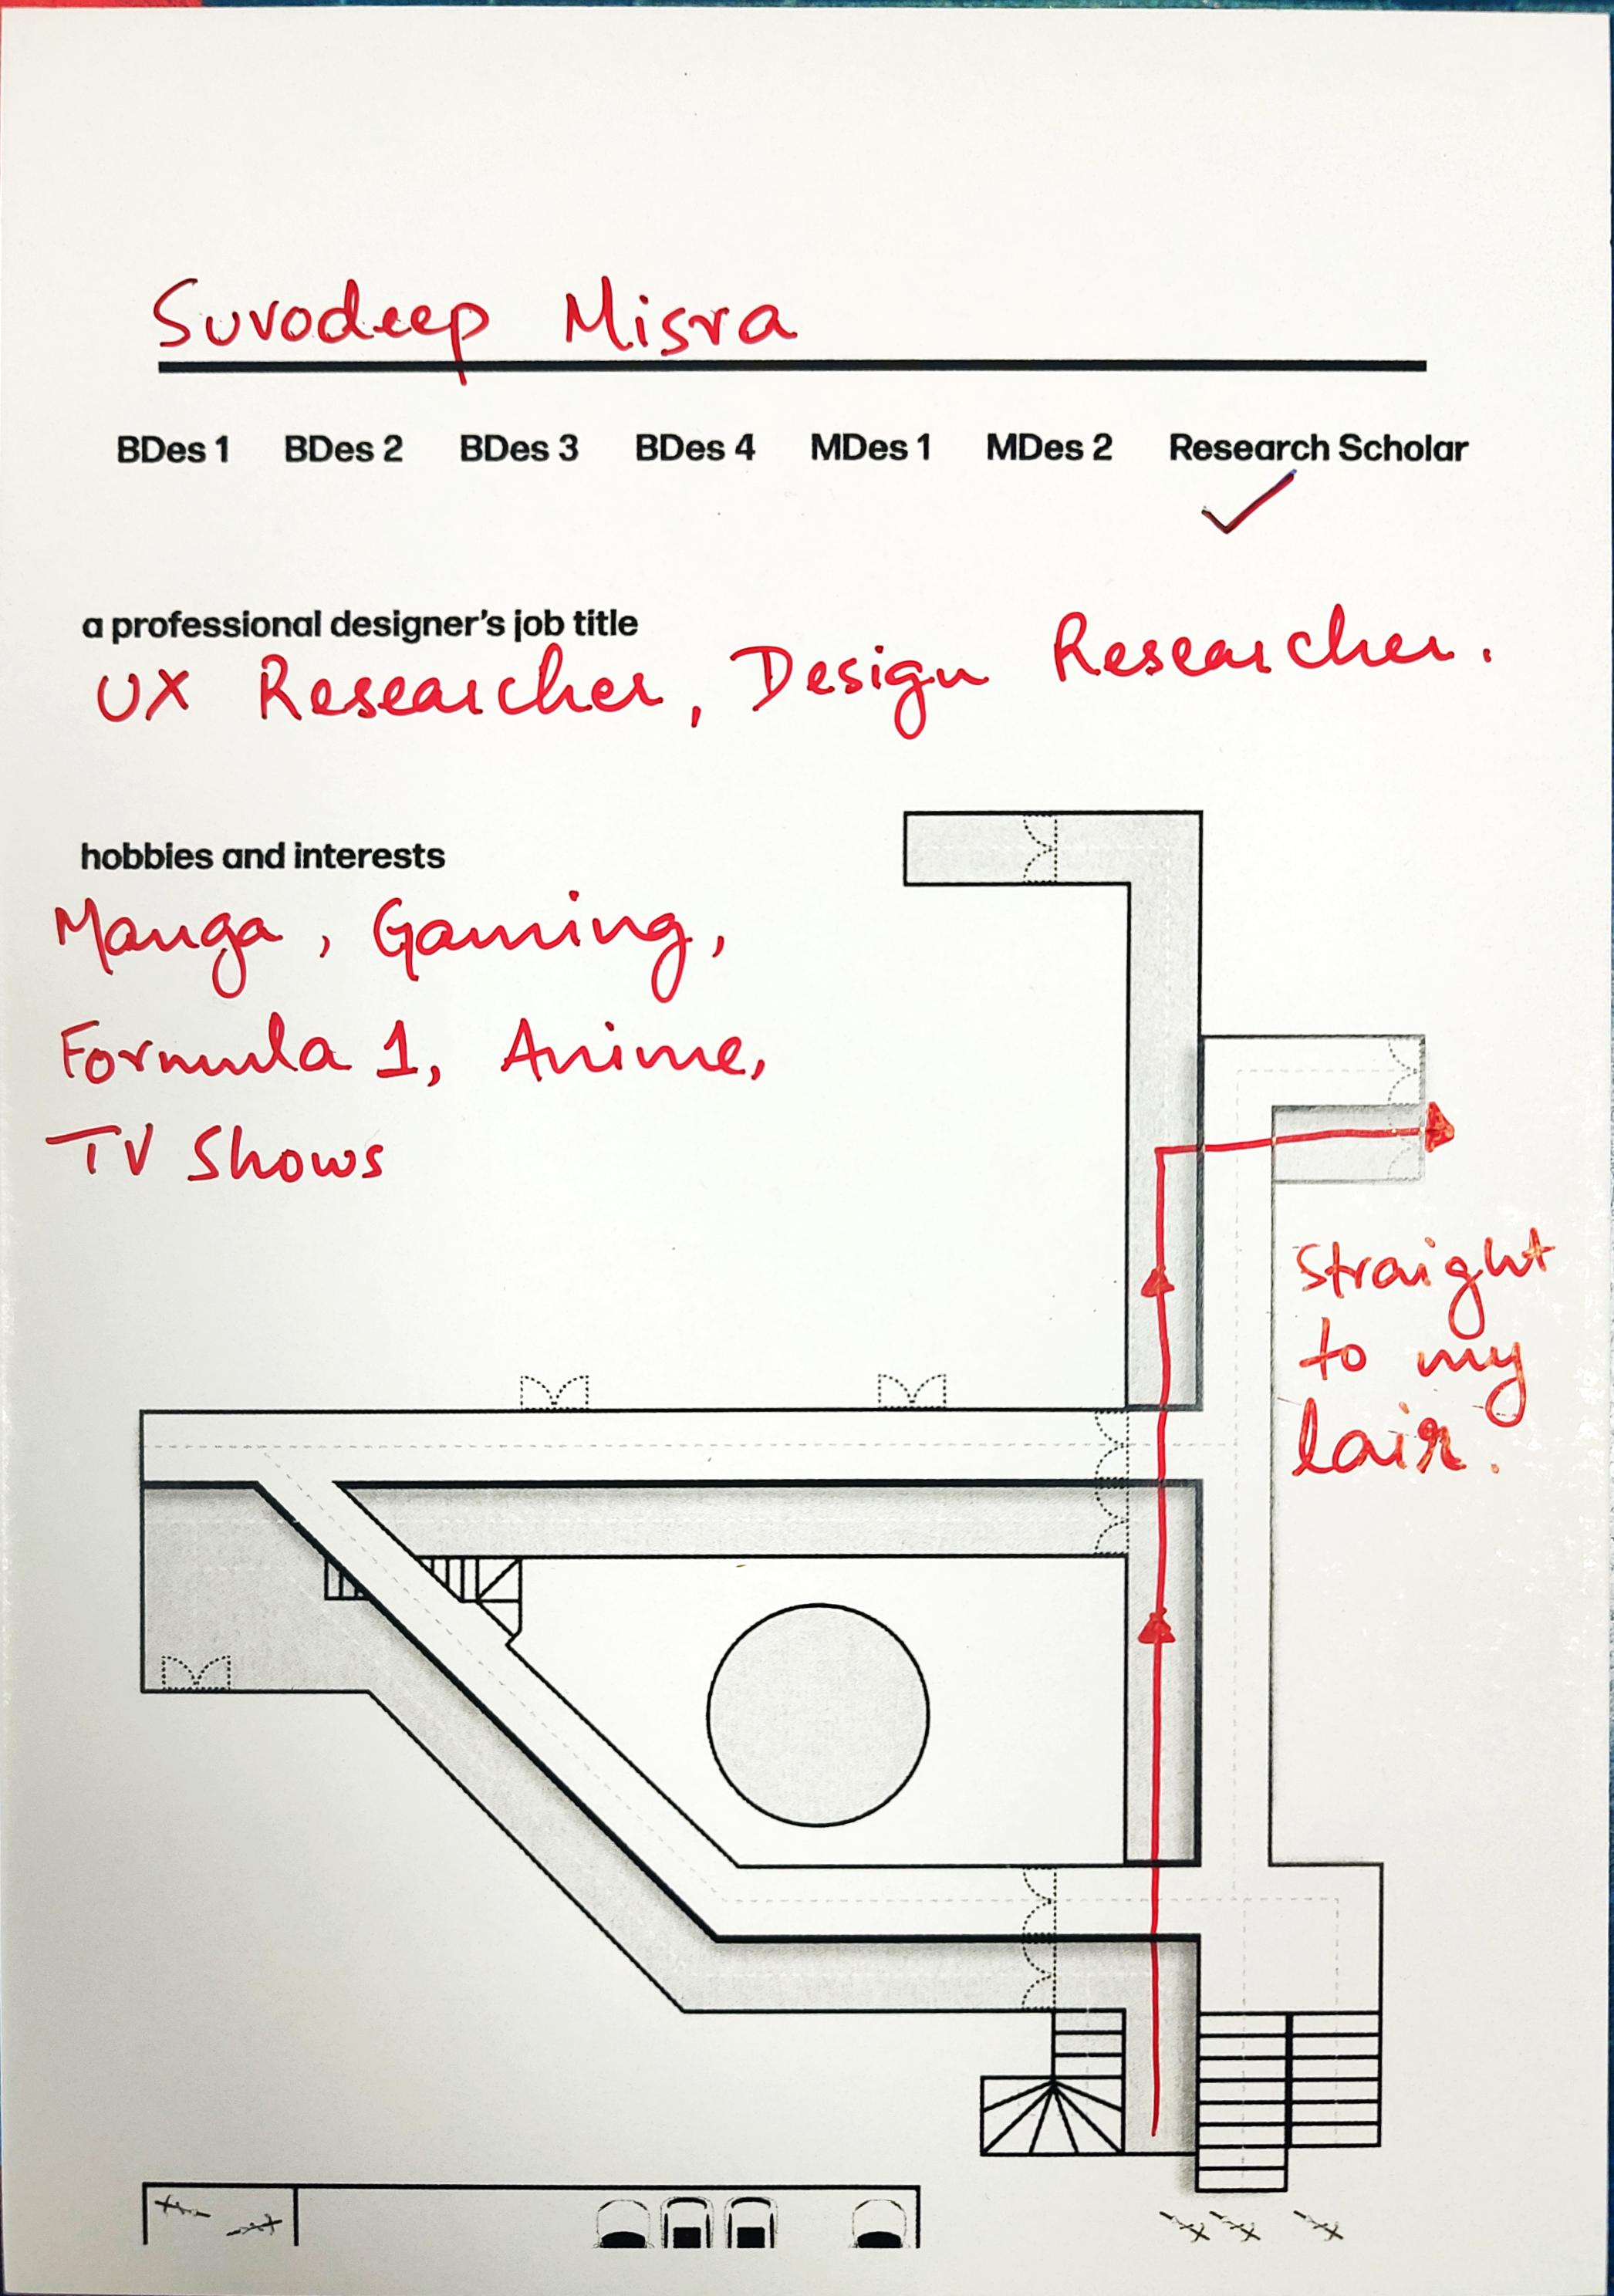 Suvodeep Misra
BDes 1 BDes 2 BDes 3 BDes 4 MDes 1 MDes 2 Research Scholar
a professional designer's job title
UX Researcher, Design Researcher.
hobbies and interests
Manga, Gaming,
Formula 1, Anime,
TV Shows
Straight
to my
lair.